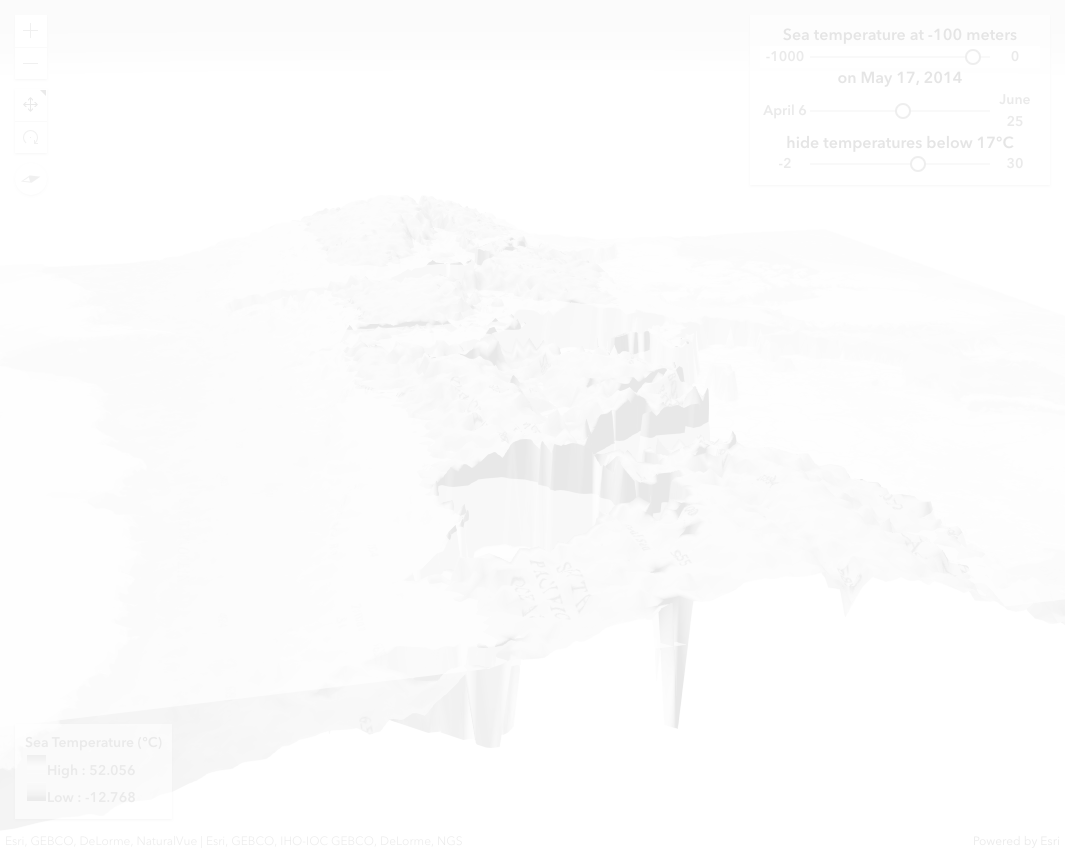 Sea temperature at -100 meters
-1000 0
on May 17, 2014
April 6 June 25
hide temperatures below 17°C
-2 30
Sea Temperature (°C)
High : 52.056
Low : -12.768
Esri, GEBCO, DeLorme, NaturalVue | Esri, GEBCO, IHO-IOC GEBCO, DeLorme, NGS
Powered by Esri